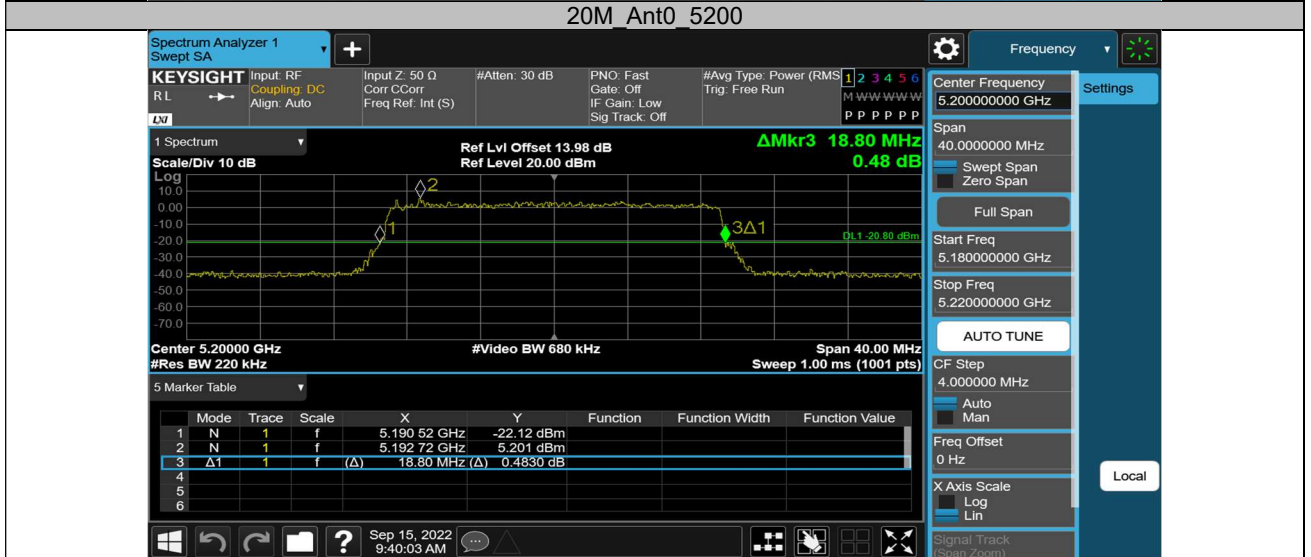 20M_Ant0_5200
Spectrum Analyzer 1
Swept SA
Frequency
KEYSIGHT
RL
LXI
Input: RF
Coupling: DC
Align: Auto
Input Z: 50 Ω
Corr CCorr
Freq Ref: Int (S)
#Atten: 30 dB
PNO: Fast
Gate: Off
IF Gain: Low
Sig Track: Off
#Avg Type: Power (RMS
Trig: Free Run
1 2 3 4 5 6
M W W W W W
P P P P P P
1 Spectrum
Scale/Div 10 dB
Ref Lvl Offset 13.98 dB
Ref Level 20.00 dBm
ΔMkr3 18.80 MHz
0.48 dB
Log
10.0
0.00
-10.0
-20.0
-30.0
-40.0
-50.0
-60.0
-70.0
2
1
3Δ1
DL1 -20.80 dBm
Center 5.20000 GHz
#Video BW 680 kHz
Span 40.00 MHz
#Res BW 220 kHz
Sweep 1.00 ms (1001 pts)
5 Marker Table
Mode Trace Scale X Y Function Function Width Function Value
1 N 1 f 5.190 52 GHz -22.12 dBm
2 N 1 f 5.192 72 GHz 5.201 dBm
3 Δ1 1 f (Δ) 18.80 MHz (Δ) 0.4830 dB
4
5
6
?
Sep 15, 2022
9:40:03 AM
Center Frequency
5.200000000 GHz
Span
40.0000000 MHz
Swept Span
Zero Span
Full Span
Start Freq
5.180000000 GHz
Stop Freq
5.220000000 GHz
AUTO TUNE
CF Step
4.000000 MHz
Auto
Man
Freq Offset
0 Hz
X Axis Scale
Log
Lin
Signal Track
(Span Zoom)
Settings
Local